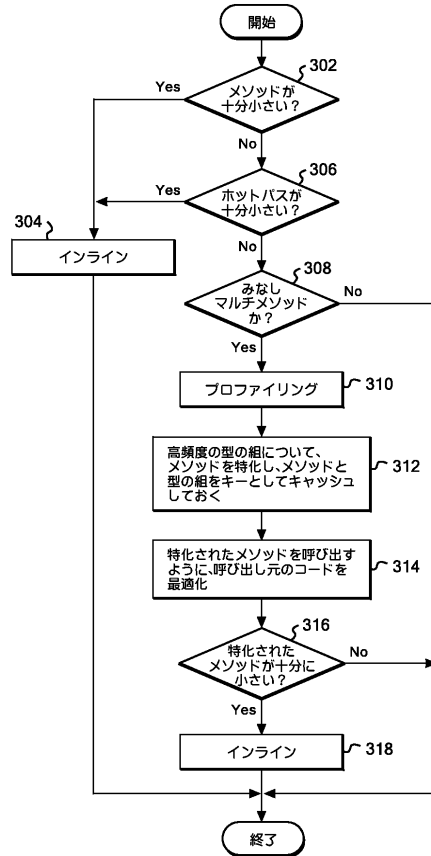 開始
302
メソッドが
十分小さい？
Yes
No
306
ホットパスが
十分小さい？
Yes
No
304
インライン
308
みなし
マルチメソッド
か？
No
Yes
プロファイリング
310
高頻度の型の組について、
メソッドを特化し、メソッドと
型の組をキーとしてキャッシュ
しておく
312
特化されたメソッドを呼び出す
ように、呼び出し元のコードを
最適化
314
316
特化された
メソッドが十分に
小さい？
No
Yes
インライン
318
終了